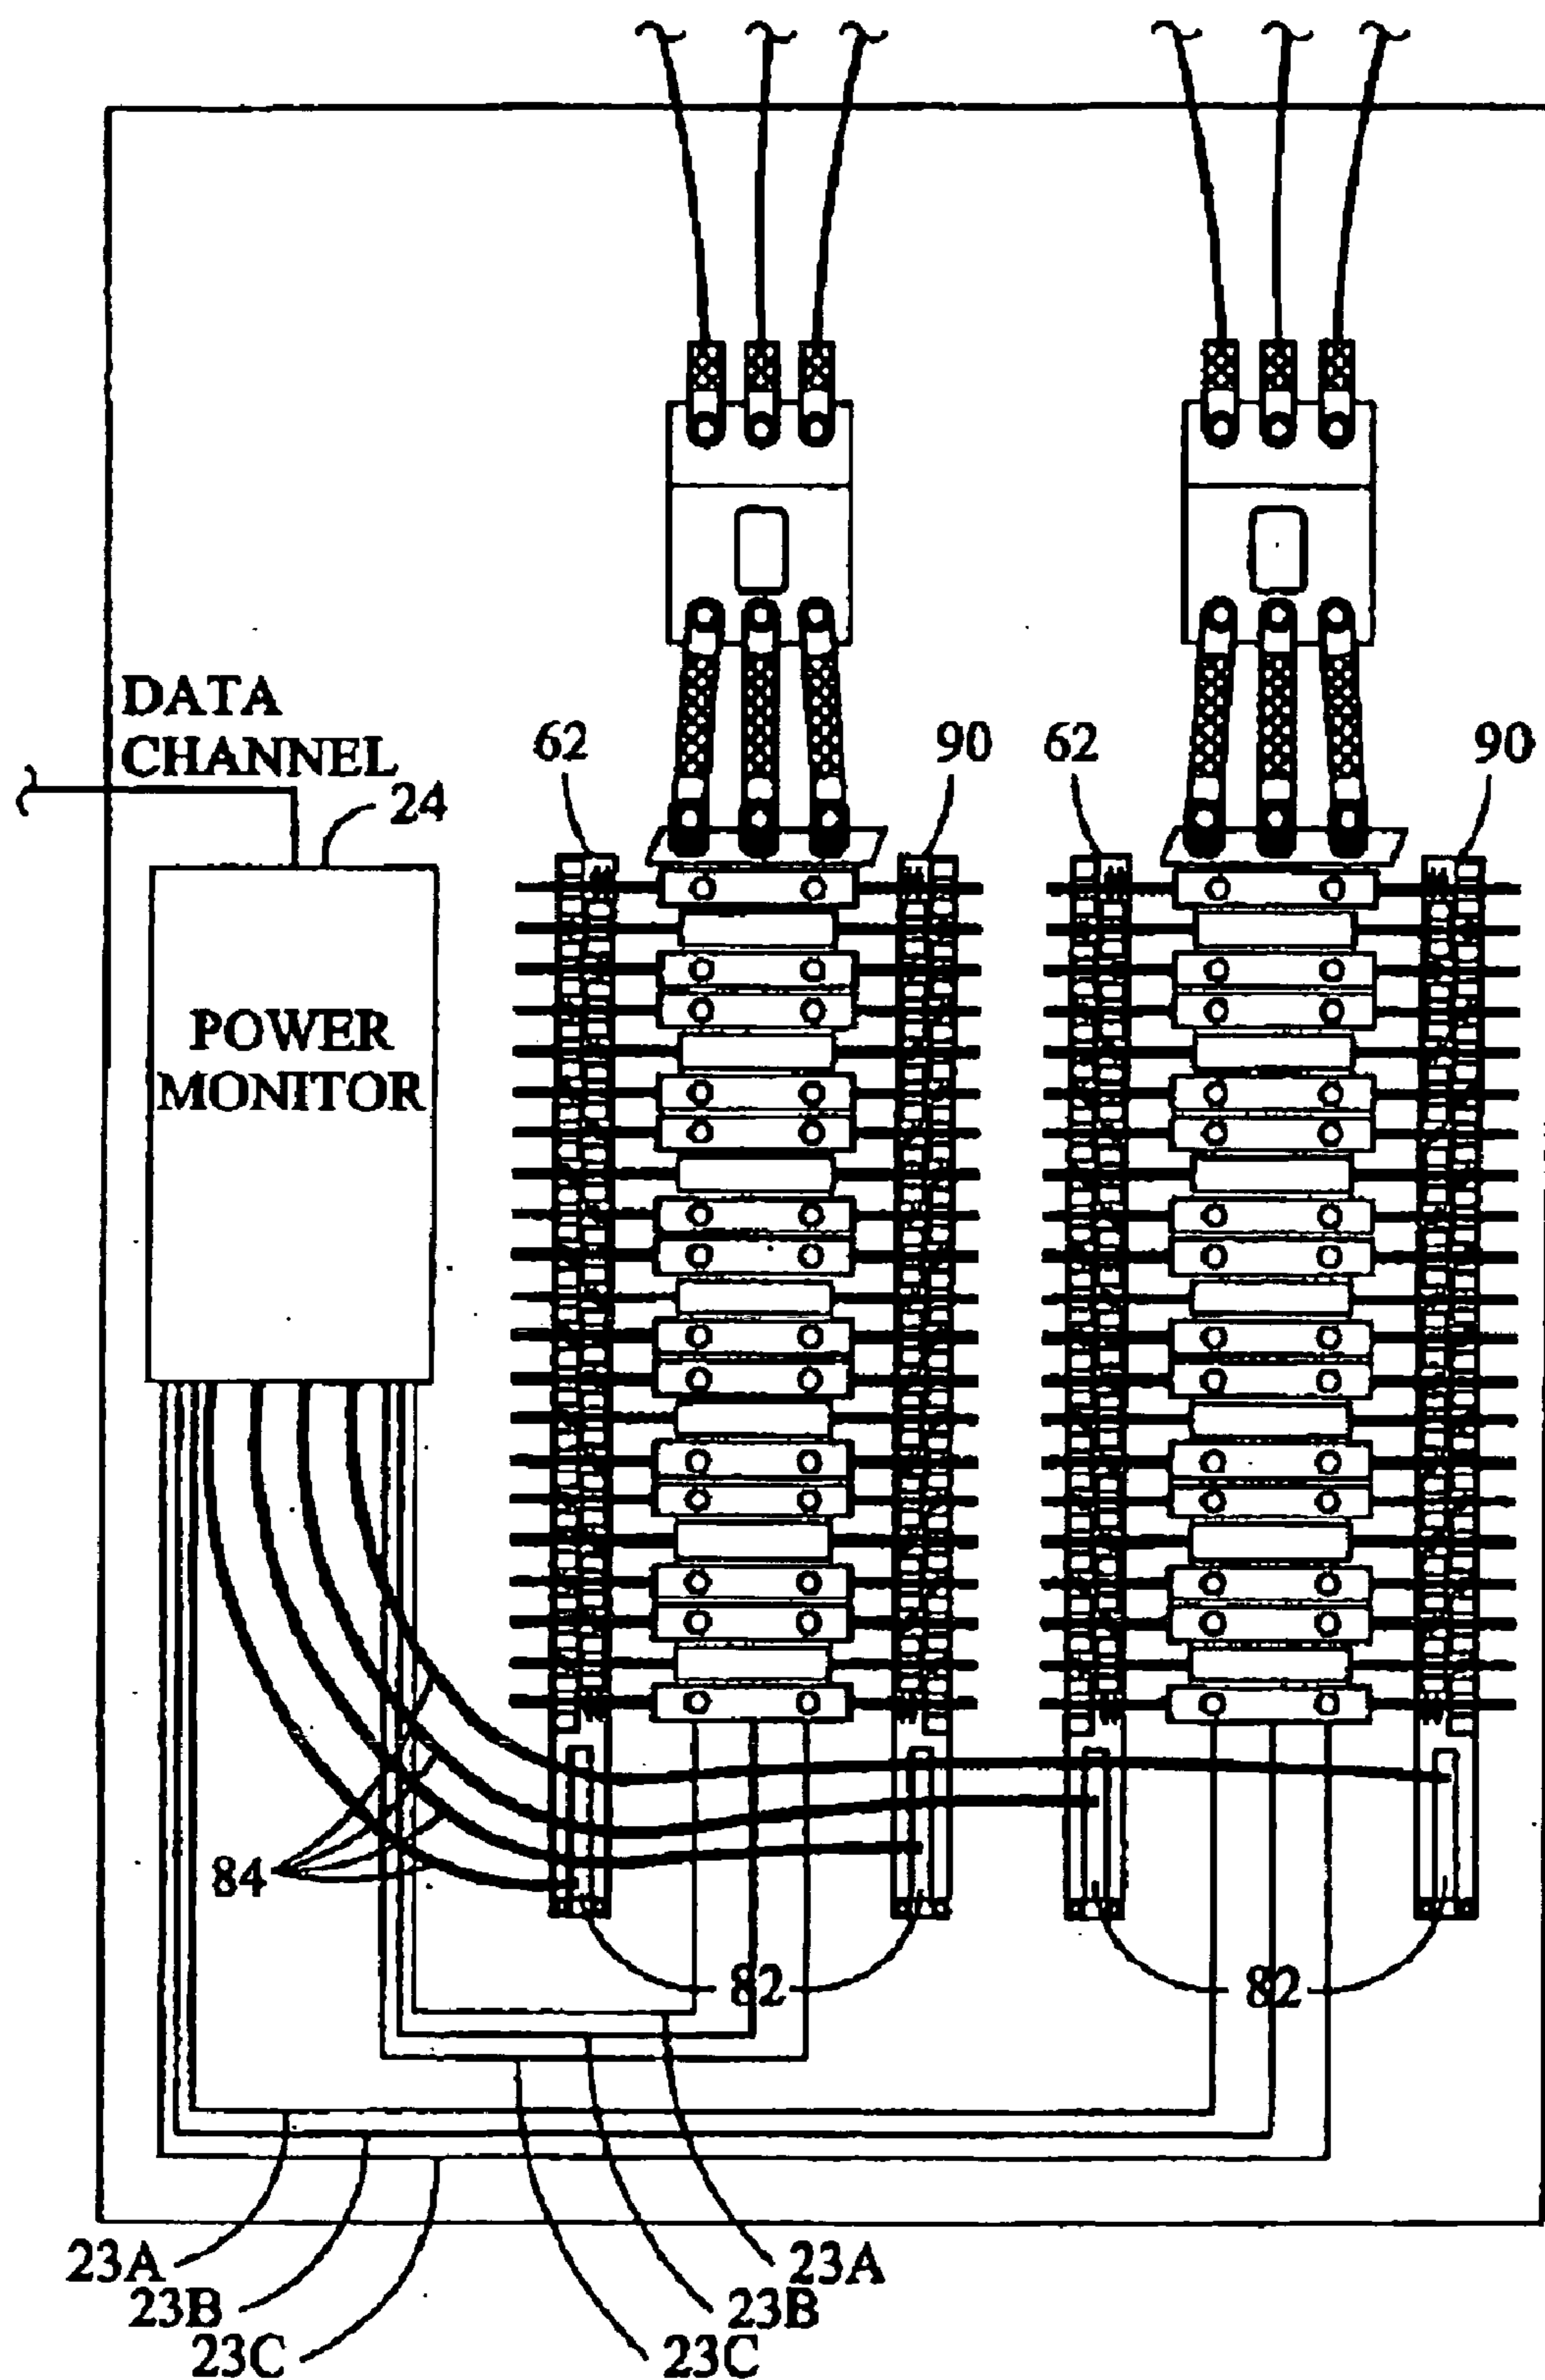 DATA
CHANNEL
24
62
90
62
90
POWER
MONITOR
84
82
82
23A
23B
23C
23A
23B
23C